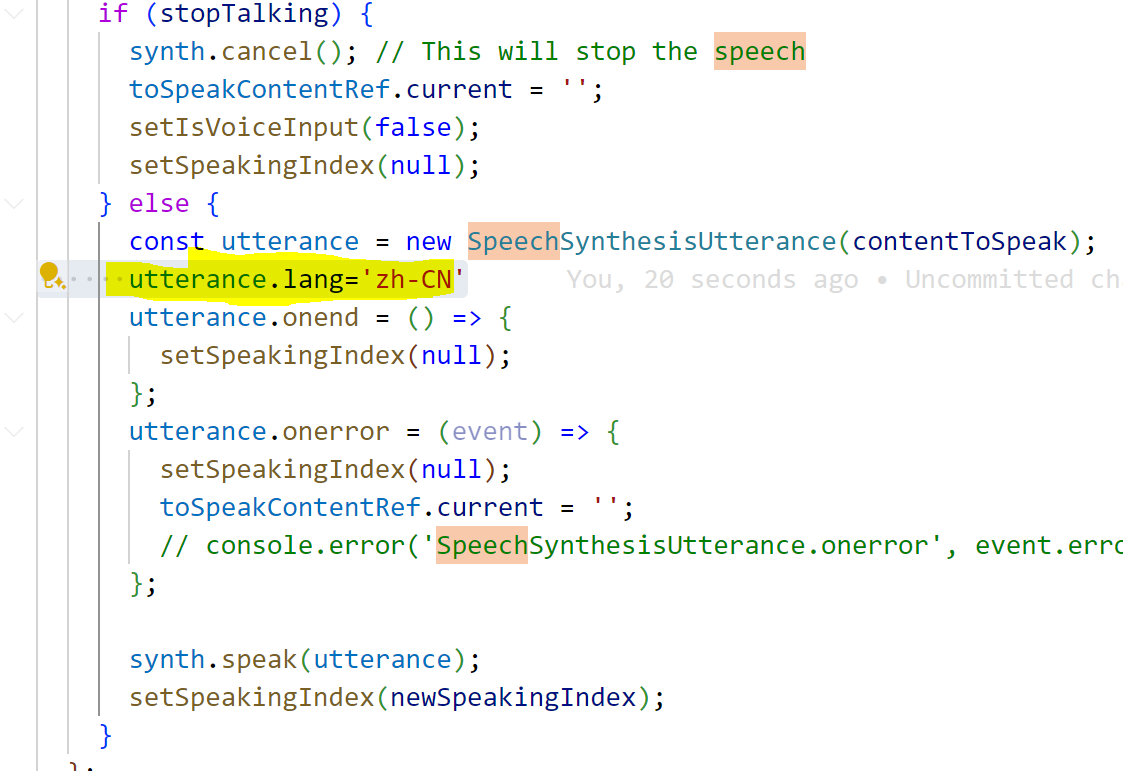 if (stopTalking) {
synth.cancel(); // This will stop the speech
toSpeakContentRef.current = '';
setIsVoiceInput(false);
setSpeakingIndex(null);
} else {
const utterance = new SpeechSynthesisUtterance(contentToSpeak);
utterance.lang='zh-CN' You, 20 seconds ago • Uncommitted ch
utterance.onend = () => {
setSpeakingIndex(null);
};
utterance.onerror = (event) => {
setSpeakingIndex(null);
toSpeakContentRef.current = '';
// console.error('SpeechSynthesisUtterance.onerror', event.erro
};
synth.speak(utterance);
setSpeakingIndex(newSpeakingIndex);
}
};